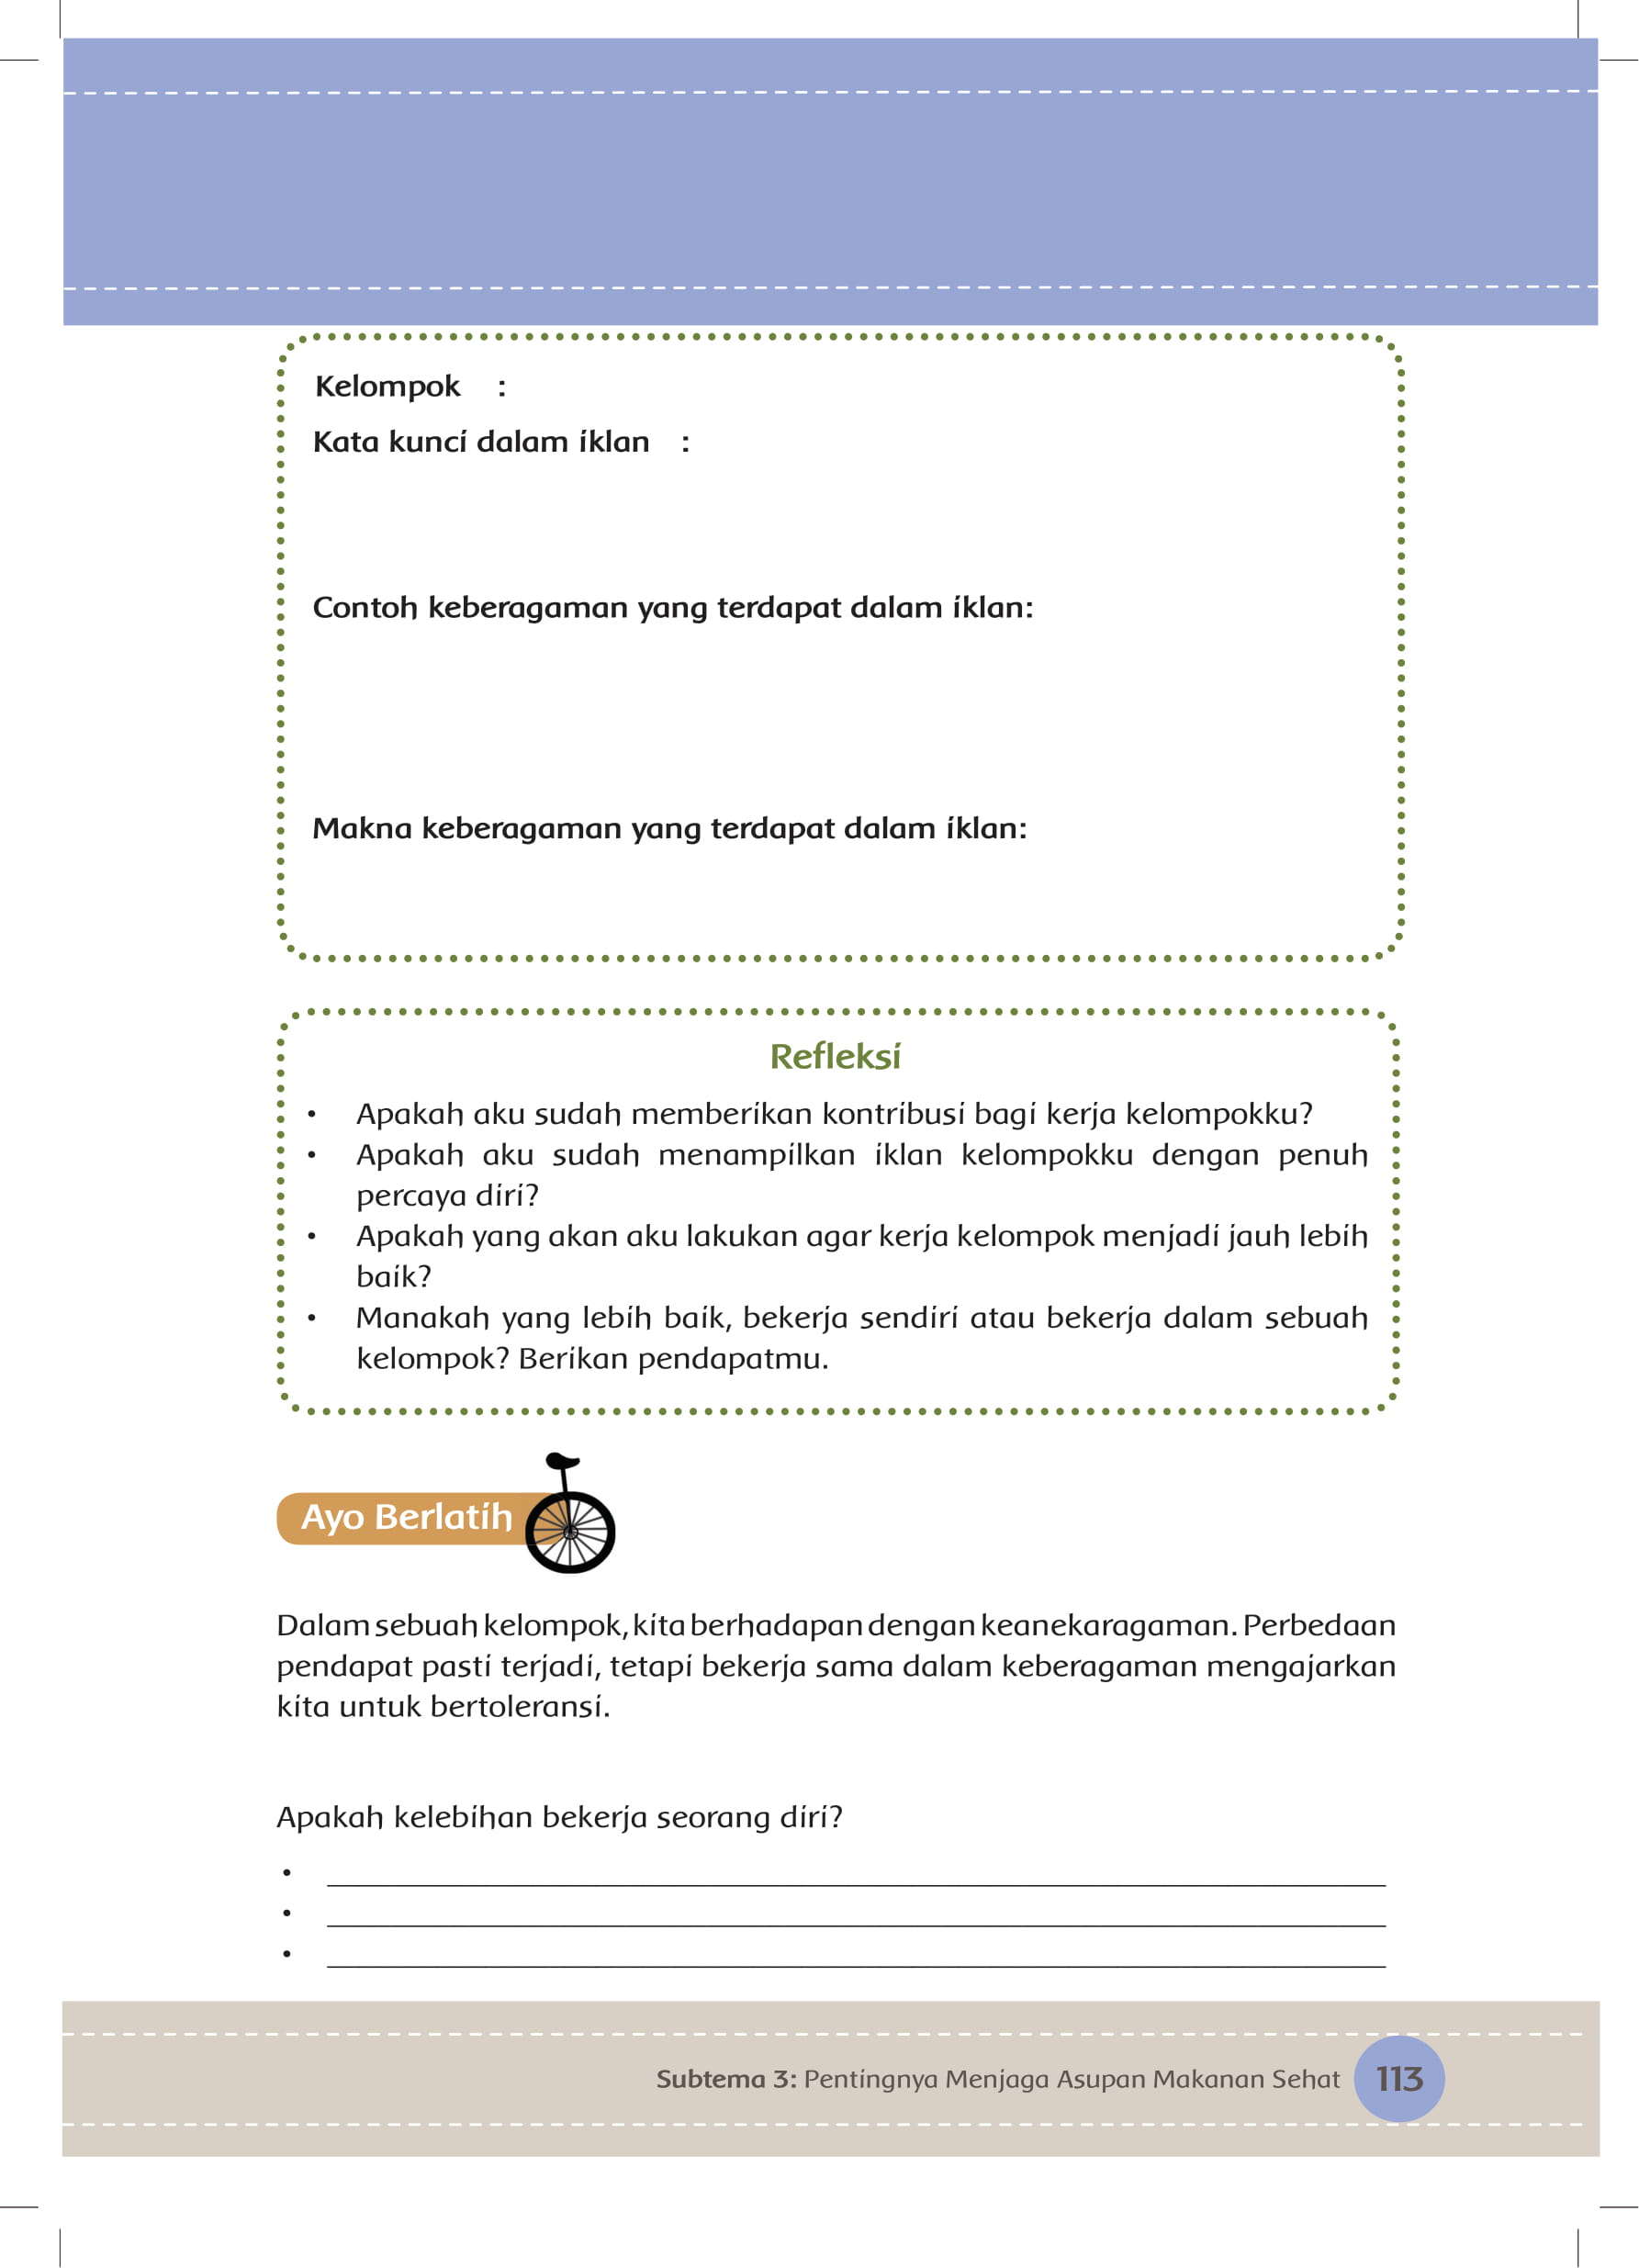 Kelompok :
Kata kunci dalam iklan :
Contoh keberagaman yang terdapat dalam iklan:
Makna keberagaman yang terdapat dalam iklan:
Refleksi
• Apakah aku sudah memberikan kontribusi bagi kerja kelompokku?
• Apakah aku sudah menampilkan iklan kelompokku dengan penuh
percaya diri?
• Apakah yang akan aku lakukan agar kerja kelompok menjadi jauh lebih
baik?
• Manakah yang lebih baik, bekerja sendiri atau bekerja dalam sebuah
kelompok? Berikan pendapatmu.
Ayo Berlatih
Dalam sebuah kelompok, kita berhadapan dengan keanekaragaman. Perbedaan
pendapat pasti terjadi, tetapi bekerja sama dalam keberagaman mengajarkan
kita untuk bertoleransi.
Apakah kelebihan bekerja seorang diri?
•
•
•
Subtema 3: Pentingnya Menjaga Asupan Makanan Sehat 113